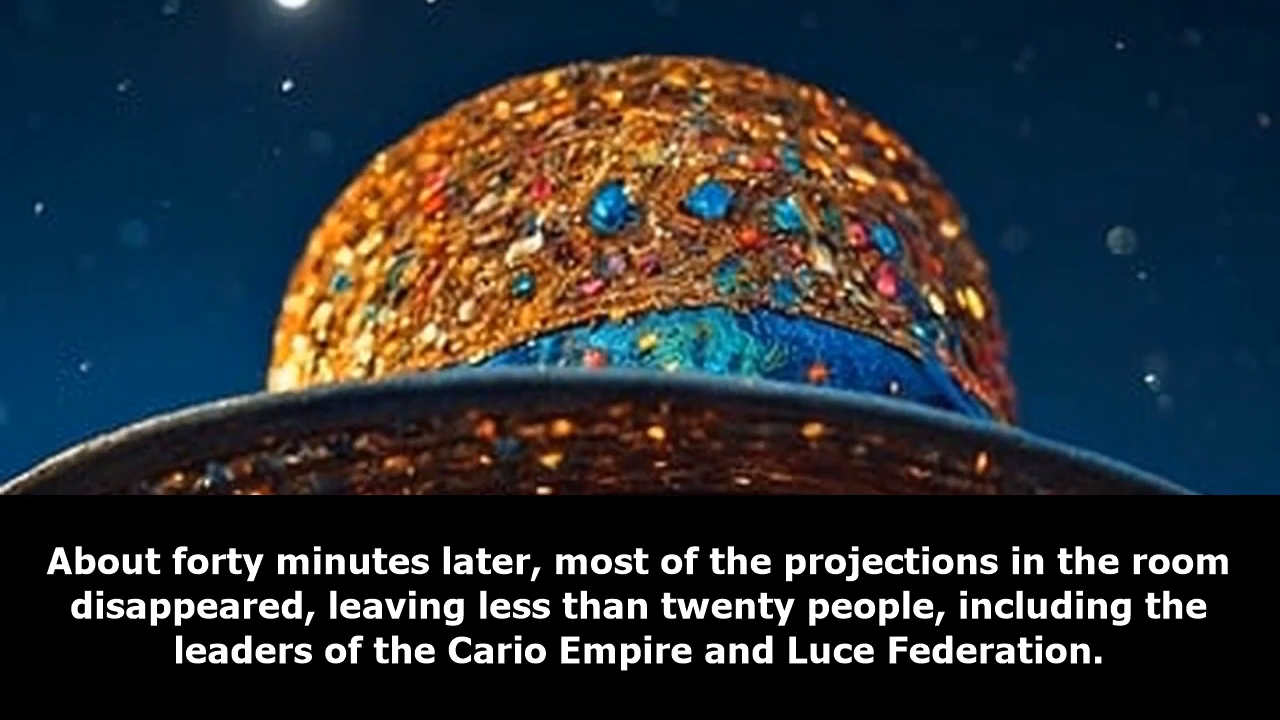 About forty minutes later, most of the projections in the room
disappeared, leaving less than twenty people, including the
leaders of the Cario Empire and Luce Federation.